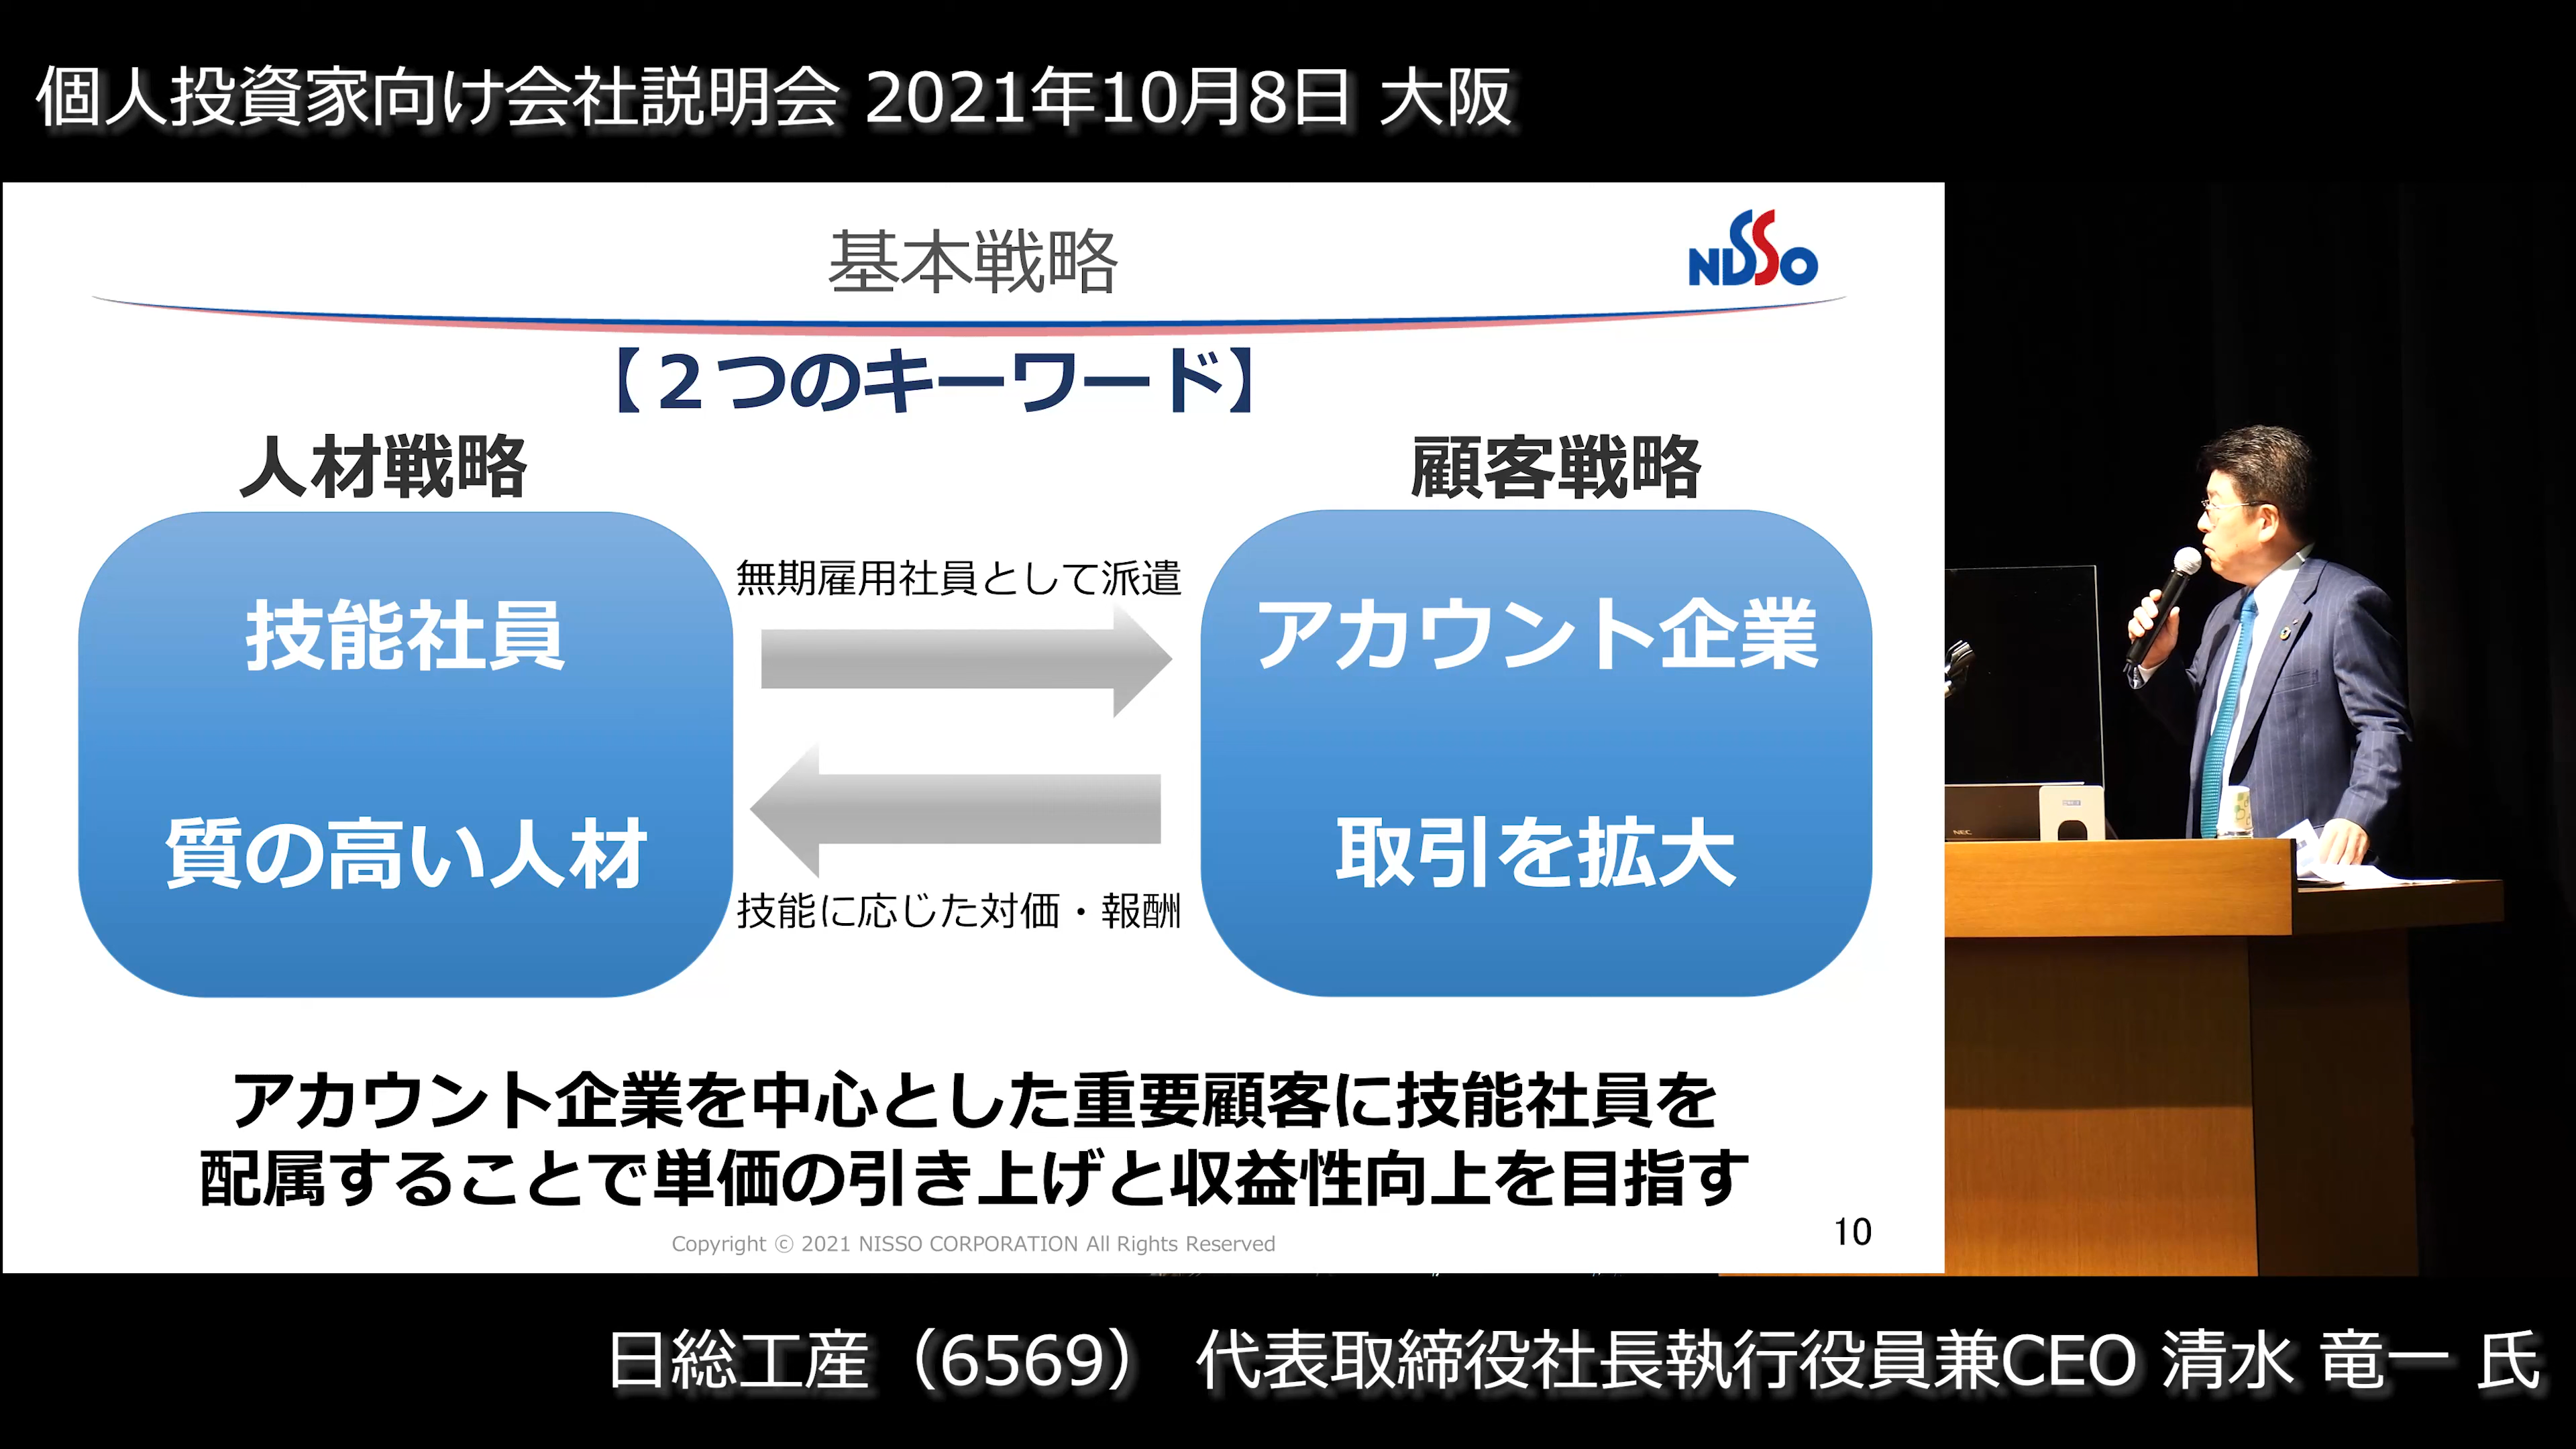 個人投資家向け会社説明会 2021年10月8日 大阪
基本戦略
NISSO
【２つのキーワード】
人材戦略
顧客戦略
技能社員
質の高い人材
無期雇用社員として派遣
技能に応じた対価・報酬
アカウント企業
取引を拡大
アカウント企業を中心とした重要顧客に技能社員を
配属することで単価の引き上げと収益性向上を目指す
Copyright © 2021 NISSO CORPORATION All Rights Reserved
10
NEC
日総工産（6569） 代表取締役社長執行役員兼CEO 清水 竜一 氏